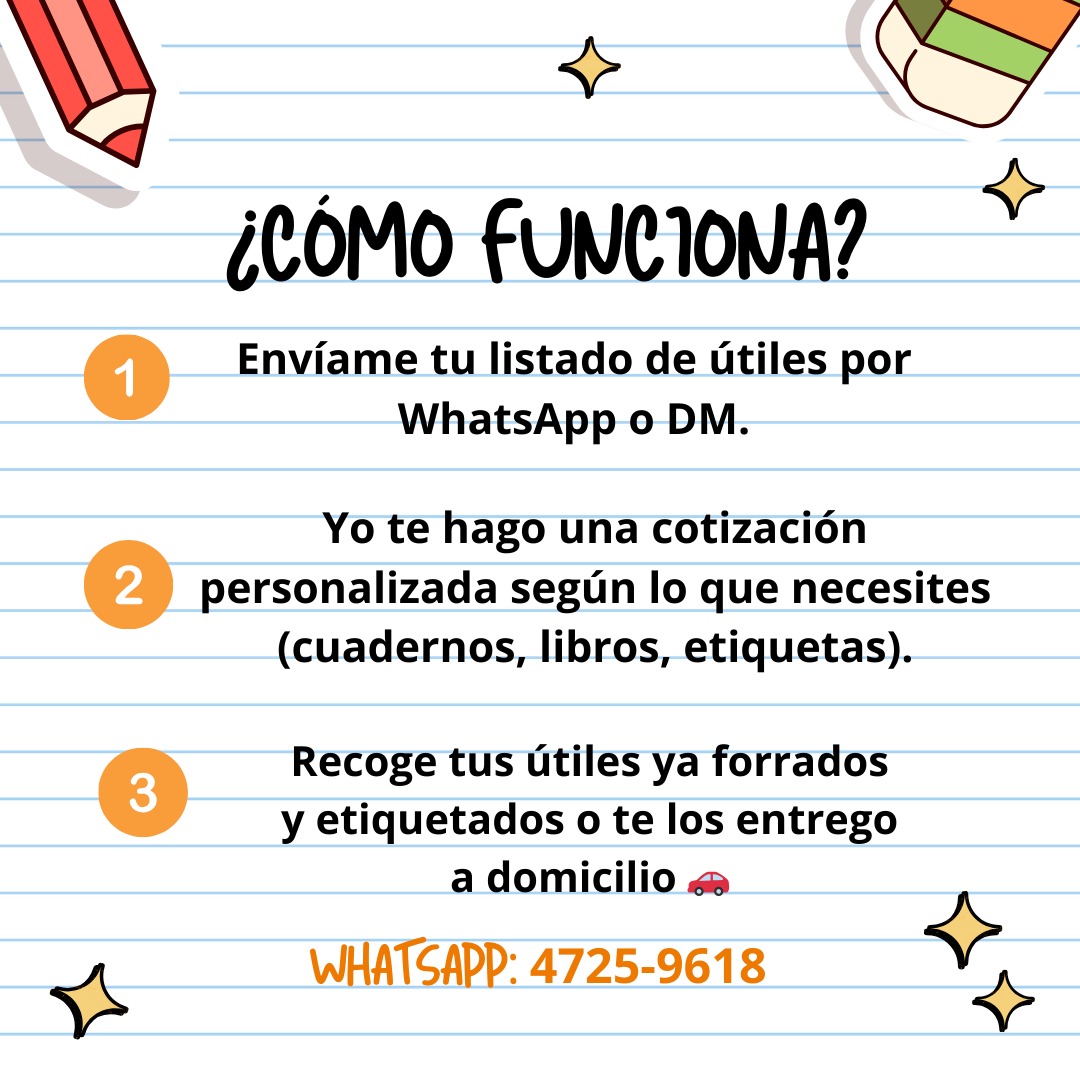 ¿CÓMO FUNCIONA?
1
Envíame tu listado de útiles por
WhatsApp o DM.
2
Yo te hago una cotización
personalizada según lo que necesites
(cuadernos, libros, etiquetas).
3
Recoge tus útiles ya forrados
y etiquetados o te los entrego
a domicilio 🚗
WHATSAPP: 4725-9618